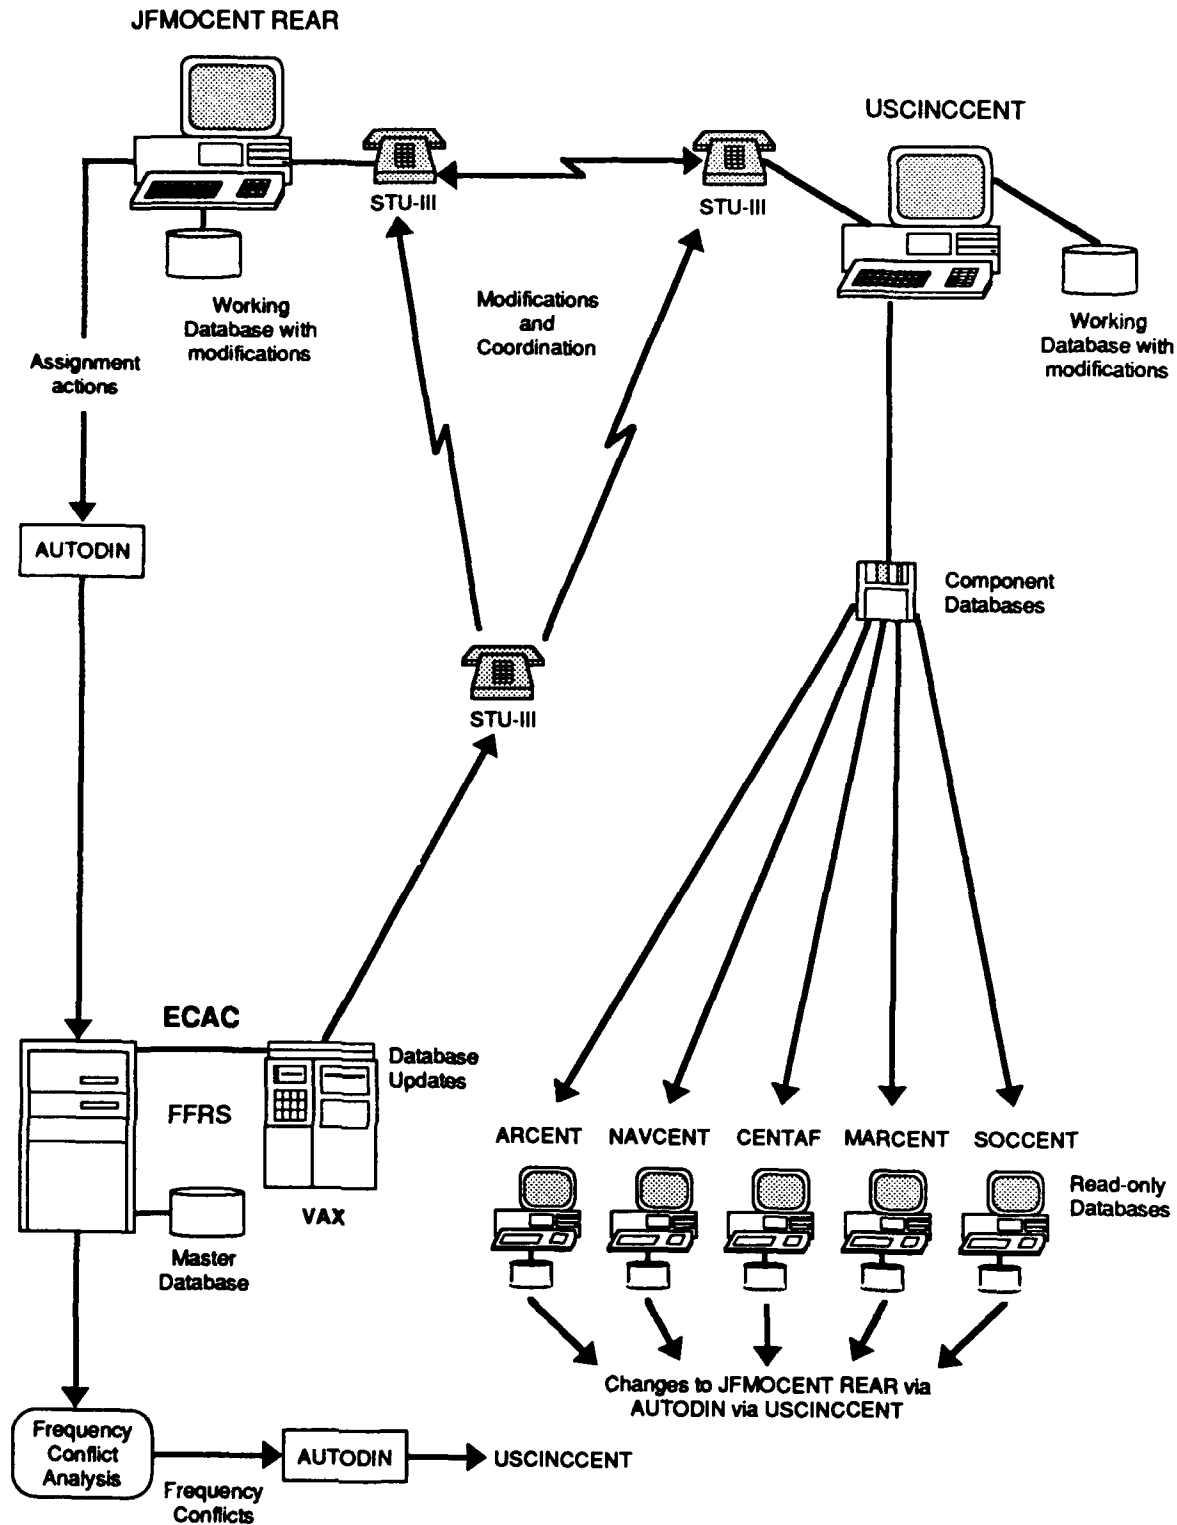 JFMOCENT REAR
USCINCCENT
STU-III
STU-III
Working
Database with
modifications
Modifications
and
Coordination
Working
Database with
modifications
Assignment
actions
AUTODIN
Component
Databases
STU-III
ECAC
Database
Updates
FFRS
VAX
Master
Database
ARCENT
NAVCENT
CENTAF
MARCENT
SOCCENT
Read-only
Databases
Changes to JFMOCENT REAR via
AUTODIN via USCINCCENT
Frequency
Conflict
Analysis
AUTODIN
USCINCCENT
Frequency
Conflicts